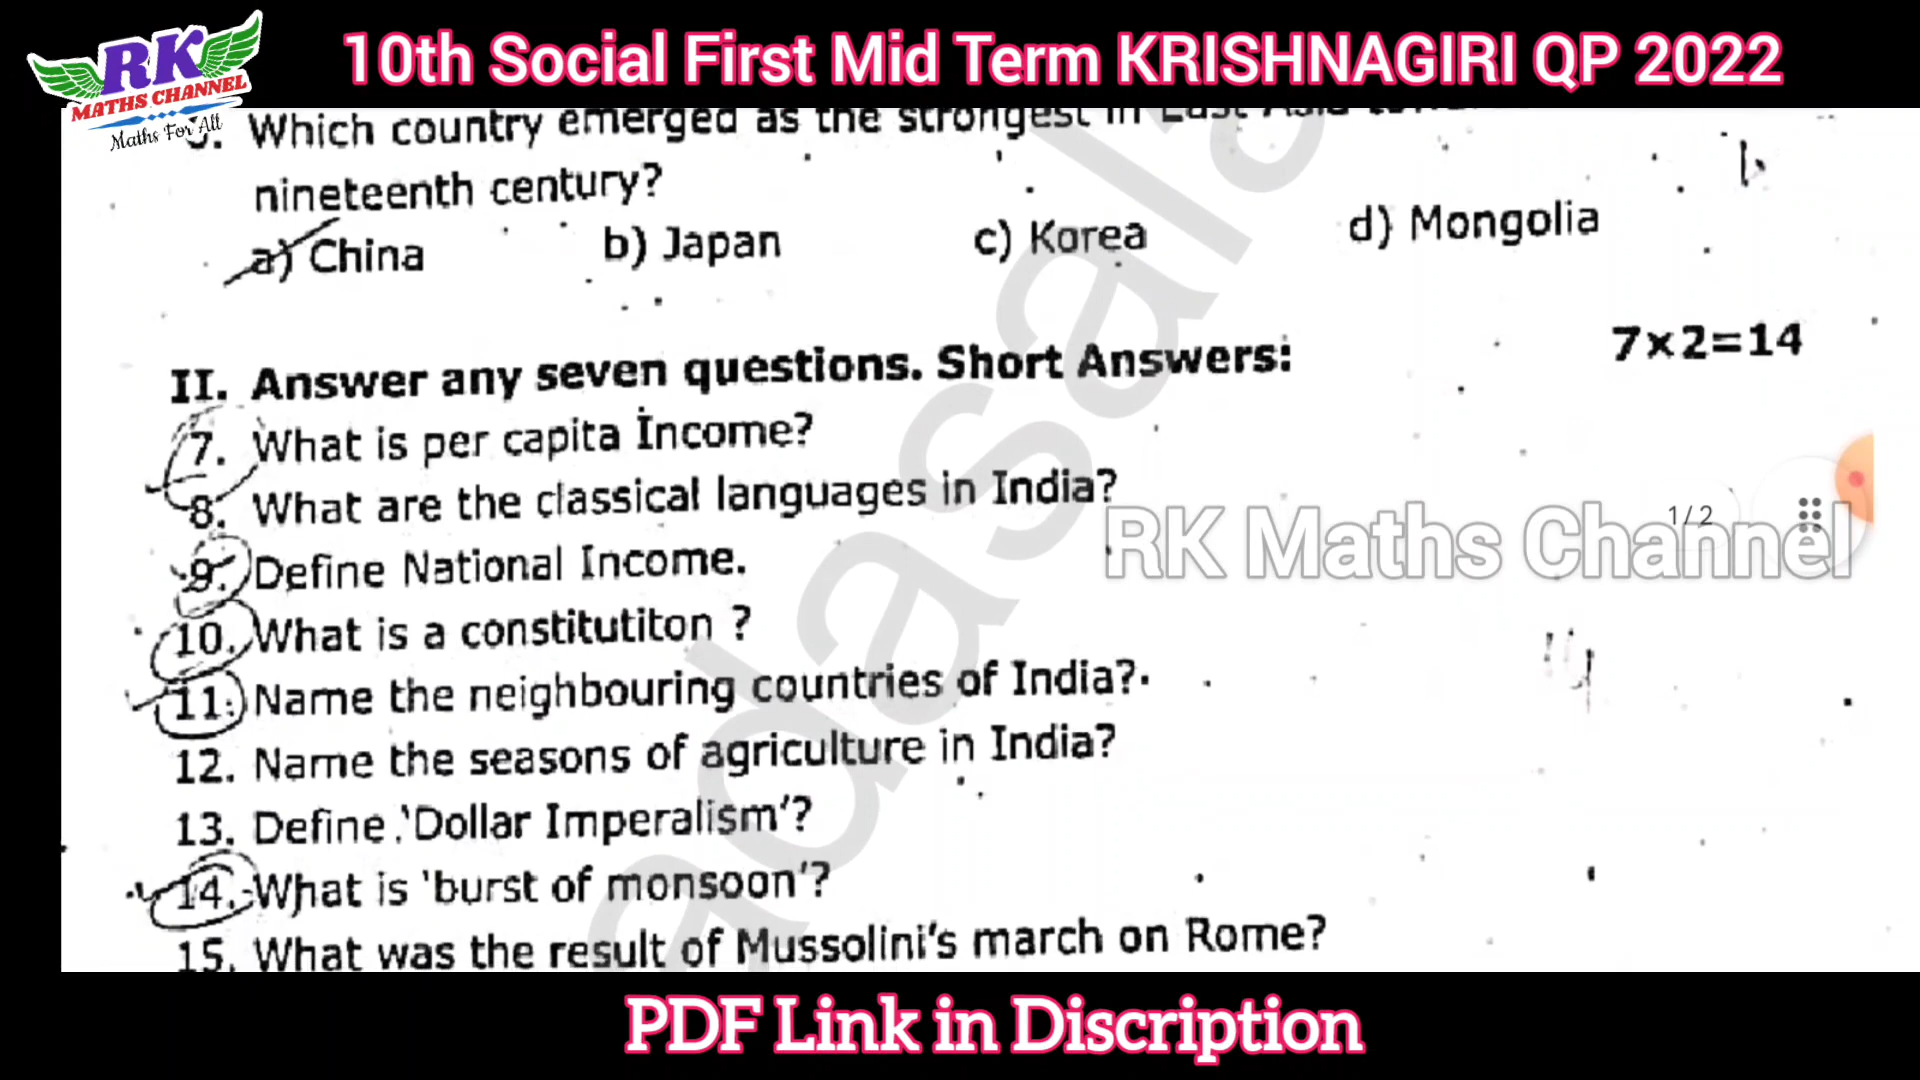 RK
MATHS CHANNEL
Maths For All
10th Social First Mid Term KRISHNAGIRI QP 2022
Which country emerged as the strongest in East Asia
nineteenth century?
a) China b) Japan c) Korea d) Mongolia
II. Answer any seven questions. Short Answers: 7×2=14
7. What is per capita Income?
8. What are the classical languages in India?
RK Maths Channel
1/2
9. Define National Income.
10. What is a constitutiton ?
11. Name the neighbouring countries of India?
12. Name the seasons of agriculture in India?
13. Define 'Dollar Imperalism'?
14. What is 'burst of monsoon'?
15. What was the result of Mussolini's march on Rome?
PDF Link in Discription